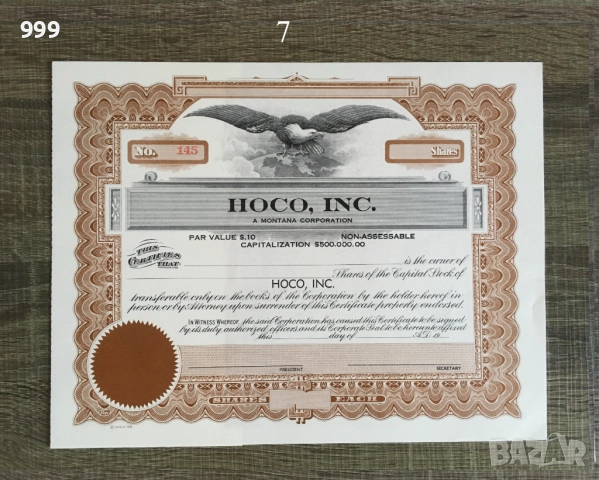 999
7
No. 145
Shares
HOCO, INC.
A MONTANA CORPORATION
PAR VALUE $.10 NON-ASSESSABLE
CAPITALIZATION $500.000.00
THIS CERTIFIES THAT
is the owner of
Shares of the Capital Stock of
HOCO, INC.
transferable only on the books of the Corporation by the holder hereof in
person or by Attorney upon surrender of this Certificate properly endorsed.
IN WITNESS WHEREOF, the said Corporation has caused this Certificate to be signed
by its duly authorized officers and its Corporate Seal to be hereunto affixed
this day of A.D. 19
PRESIDENT SECRETARY
SHARES EACH
BAZAR